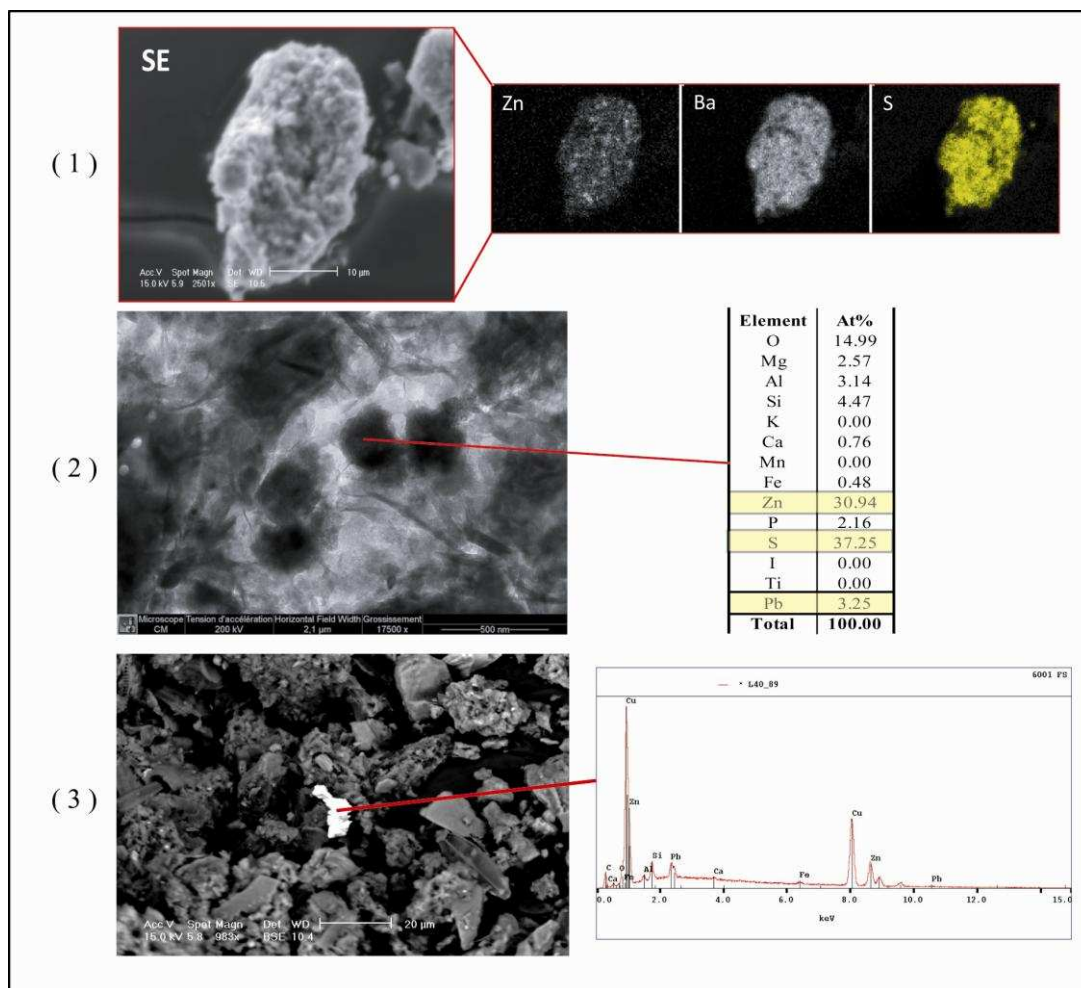 ( 1 )
SE
Acc.V Spot Magn Det WD
15.0 kV 5.9 2501x SE 10.5
10 µm
Zn
Ba
S
( 2 )
Microscope Tension d'accélération Horizontal Field Width Grossissement
CM 200 kV 2,1 µm 17500 x 500 nm
Element At%
O 14.99
Mg 2.57
Al 3.14
Si 4.47
K 0.00
Ca 0.76
Mn 0.00
Fe 0.48
Zn 30.94
P 2.16
S 37.25
I 0.00
Ti 0.00
Pb 3.25
Total 100.00
( 3 )
Acc.V Spot Magn Det WD
15.0 kV 5.8 983x BSE 10.4
20 µm
6001 FS
* L40_89
Cu
Zn
C
Ca
O
Al
Si
Pb
Ca
Fe
Cu
Zn
Pb
0.0 2.0 4.0 6.0 8.0 10.0 12.0 15.0
keV